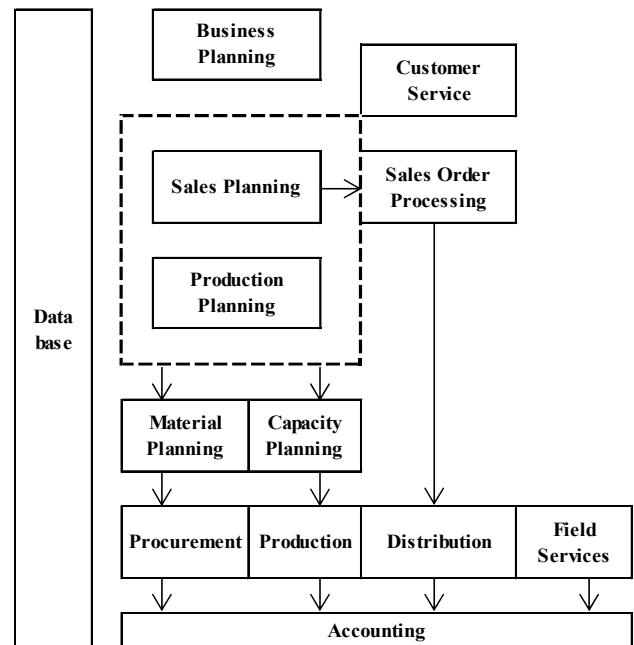 Business
Planning
Customer
Service
Sales Planning
Sales Order
Processing
Production
Planning
Data
base
Material
Planning
Capacity
Planning
Procurement
Production
Distribution
Field
Services
Accounting